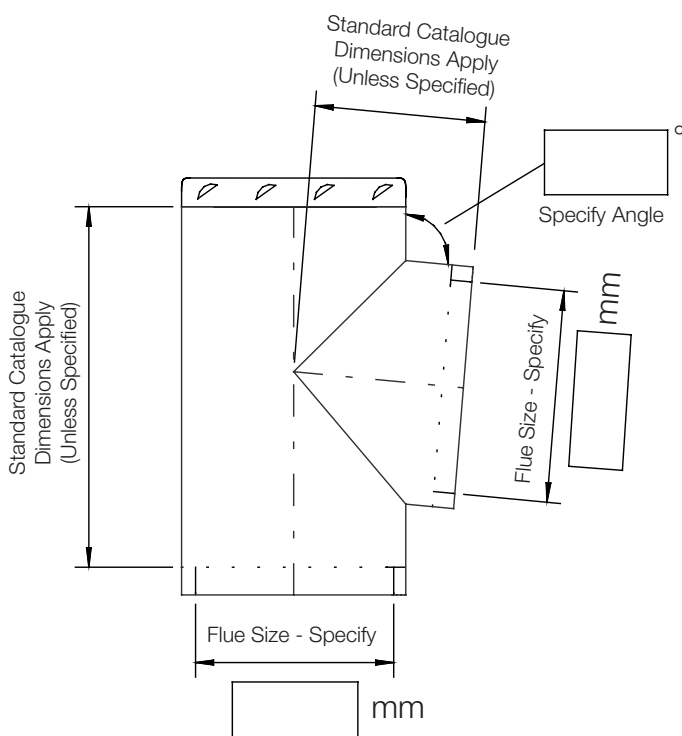 Standard Catalogue
Dimensions Apply
(Unless Specified)
°
Specify Angle
mm
Flue Size - Specify
Standard Catalogue
Dimensions Apply
(Unless Specified)
Flue Size - Specify
mm